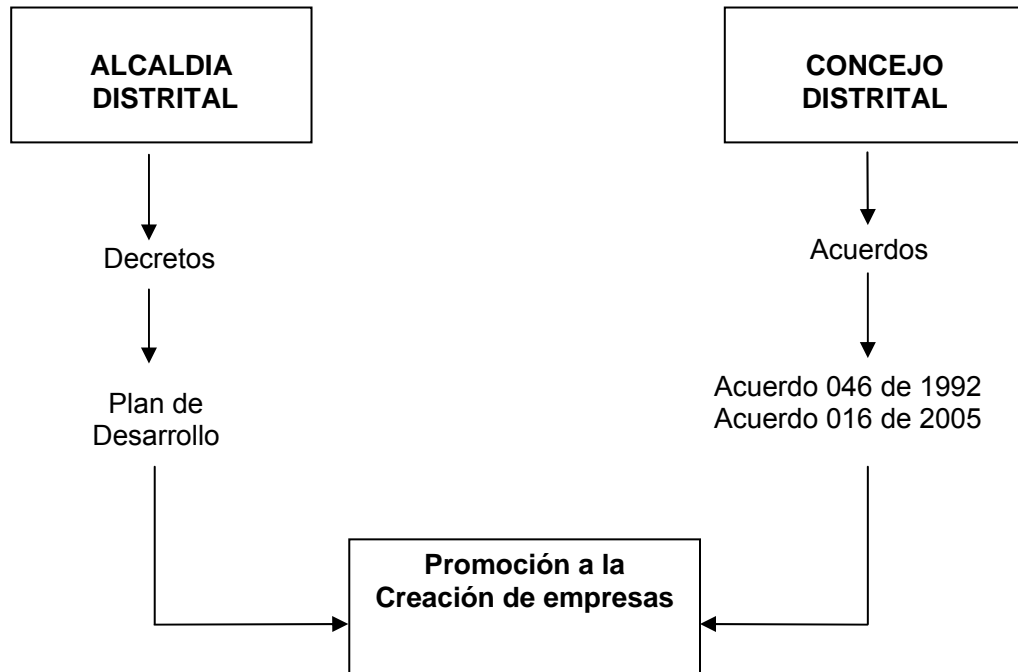 ALCALDIA
DISTRITAL
Decretos
Plan de
Desarrollo
CONCEJO
DISTRITAL
Acuerdos
Acuerdo 046 de 1992
Acuerdo 016 de 2005
Promoción a la
Creación de empresas